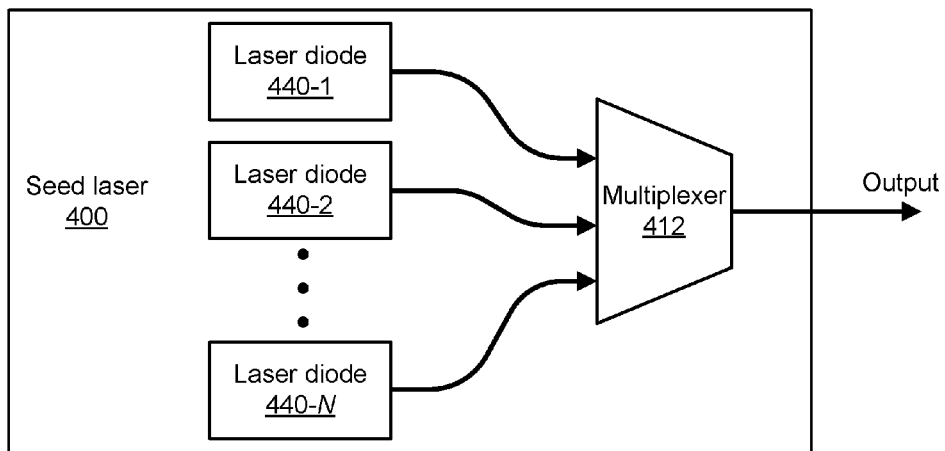 Laser diode
440-1
Laser diode
440-2
Seed laser
400
Multiplexer
412
Output
Laser diode
440-N